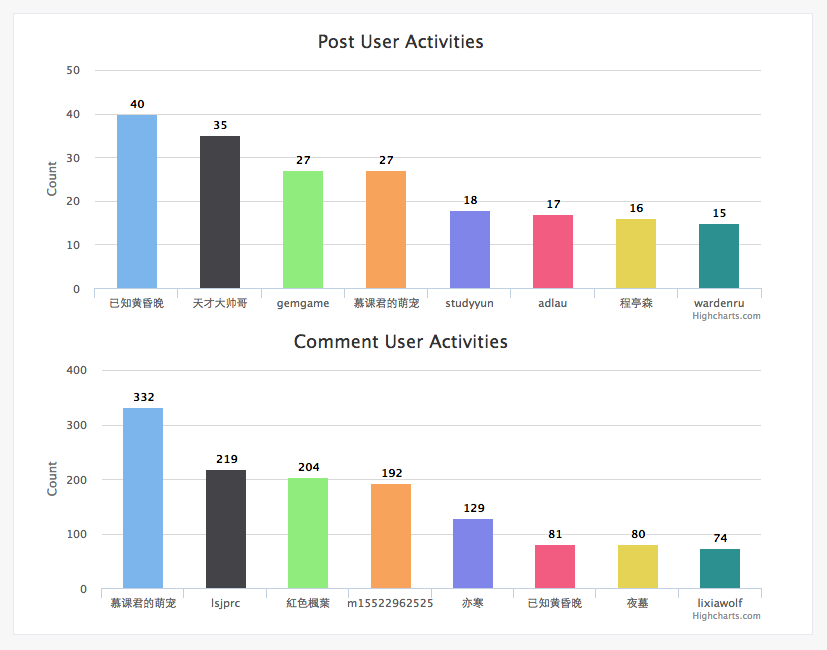 Post User Activities
50
40
30
20
10
0
Count
40
35
27
27
18
17
16
15
已知黄昏晚
天才大帅哥
gemgame
慕课君的萌宠
studyyun
adlau
程亭森
wardenru
Highcharts.com
Comment User Activities
400
300
200
100
0
Count
332
219
204
192
129
81
80
74
慕课君的萌宠
lsjprc
紅色楓葉
m15522962525
亦寒
已知黄昏晚
夜墓
lixiawolf
Highcharts.com